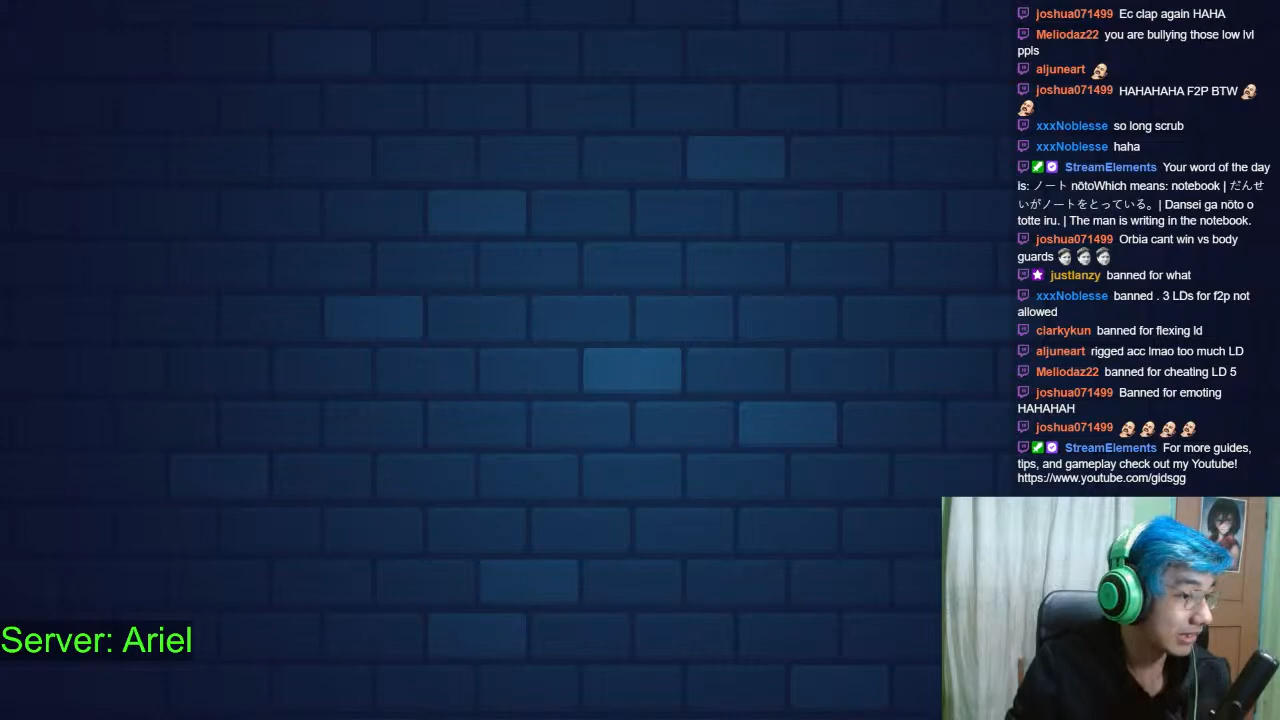 joshua071499 Ec clap again HAHA
Meliodaz22 you are bullying those low lvl
ppls
aljuneart
joshua071499 HAHAHAHA F2P BTW
xxxNoblesse so long scrub
xxxNoblesse haha
StreamElements Your word of the day
is: ノート nōtoWhich means: notebook | だんせ
いがノートをとっている。| Dansei ga nōto o
totte iru. | The man is writing in the notebook.
joshua071499 Orbia cant win vs body
guards
justlanzy banned for what
xxxNoblesse banned . 3 LDs for f2p not
allowed
clarkykun banned for flexing ld
aljuneart rigged acc lmao too much LD
Meliodaz22 banned for cheating LD 5
joshua071499 Banned for emoting
HAHAHAH
joshua071499
StreamElements For more guides,
tips, and gameplay check out my Youtube!
https://www.youtube.com/gidsgg
Server: Ariel